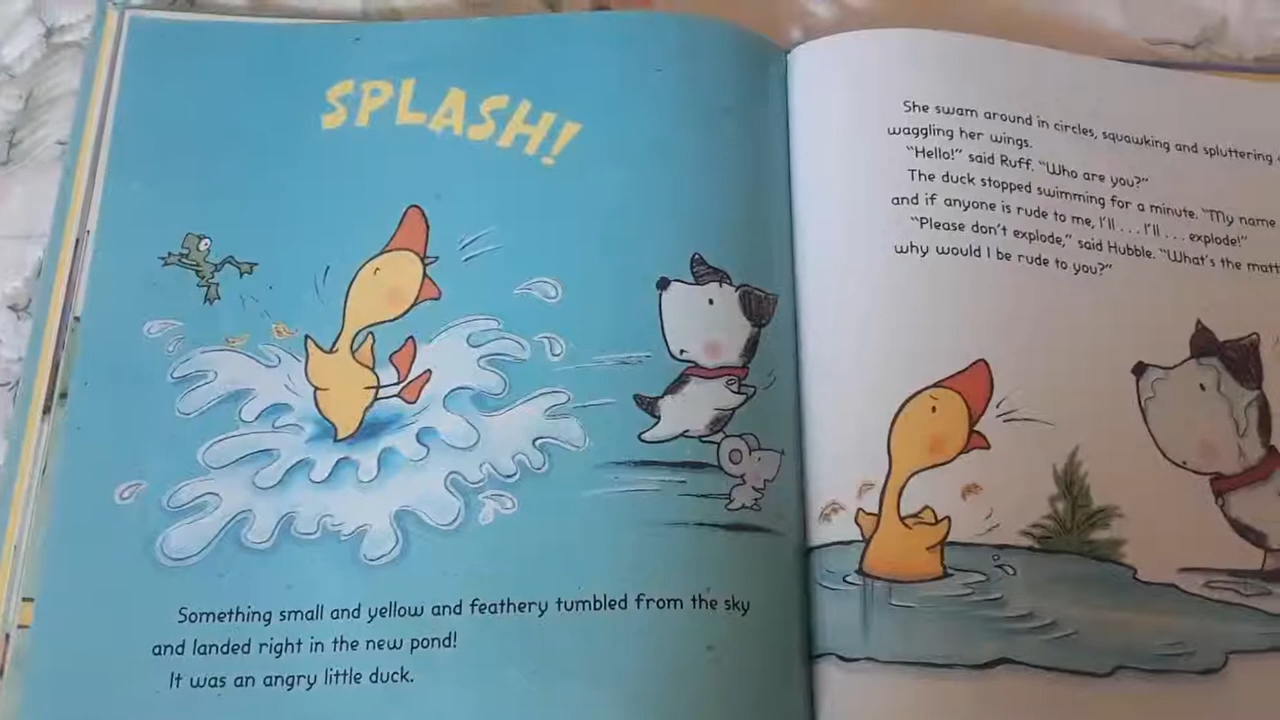 SPLASH!
Something small and yellow and feathery tumbled from the sky
and landed right in the new pond!
It was an angry little duck.
She swam around in circles, squawking and spluttering
waggling her wings.
“Hello!” said Ruff. “Who are you?”
The duck stopped swimming for a minute. “My name
and if anyone is rude to me, I’ll . . . I’ll . . . explode!”
“Please don’t explode,” said Hubble. “What’s the
why would I be rude to you?”